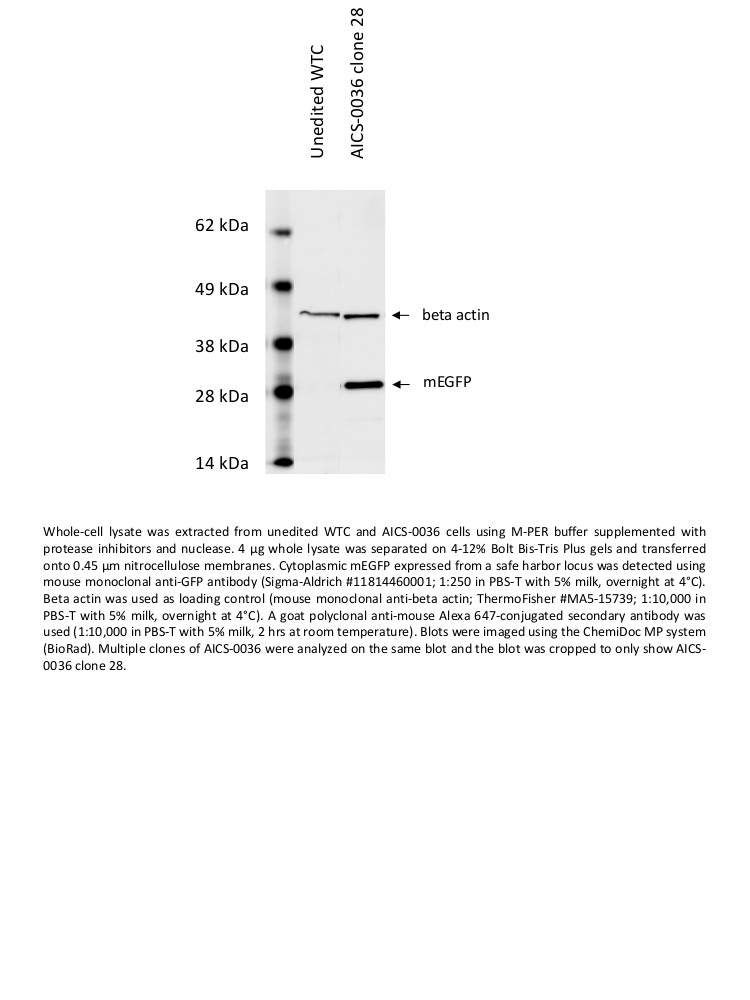 Unedited WTC
AICS-0036 clone 28
62 kDa
49 kDa
beta actin
38 kDa
mEGFP
28 kDa
14 kDa
Whole-cell lysate was extracted from unedited WTC and AICS-0036 cells using M-PER buffer supplemented with
protease inhibitors and nuclease. 4 µg whole lysate was separated on 4-12% Bolt Bis-Tris Plus gels and transferred
onto 0.45 µm nitrocellulose membranes. Cytoplasmic mEGFP expressed from a safe harbor locus was detected using
mouse monoclonal anti-GFP antibody (Sigma-Aldrich #11814460001; 1:250 in PBS-T with 5% milk, overnight at 4°C).
Beta actin was used as loading control (mouse monoclonal anti-beta actin; ThermoFisher #MA5-15739; 1:10,000 in
PBS-T with 5% milk, overnight at 4°C). A goat polyclonal anti-mouse Alexa 647-conjugated secondary antibody was
used (1:10,000 in PBS-T with 5% milk, 2 hrs at room temperature). Blots were imaged using the ChemiDoc MP system
(BioRad). Multiple clones of AICS-0036 were analyzed on the same blot and the blot was cropped to only show AICS-
0036 clone 28.